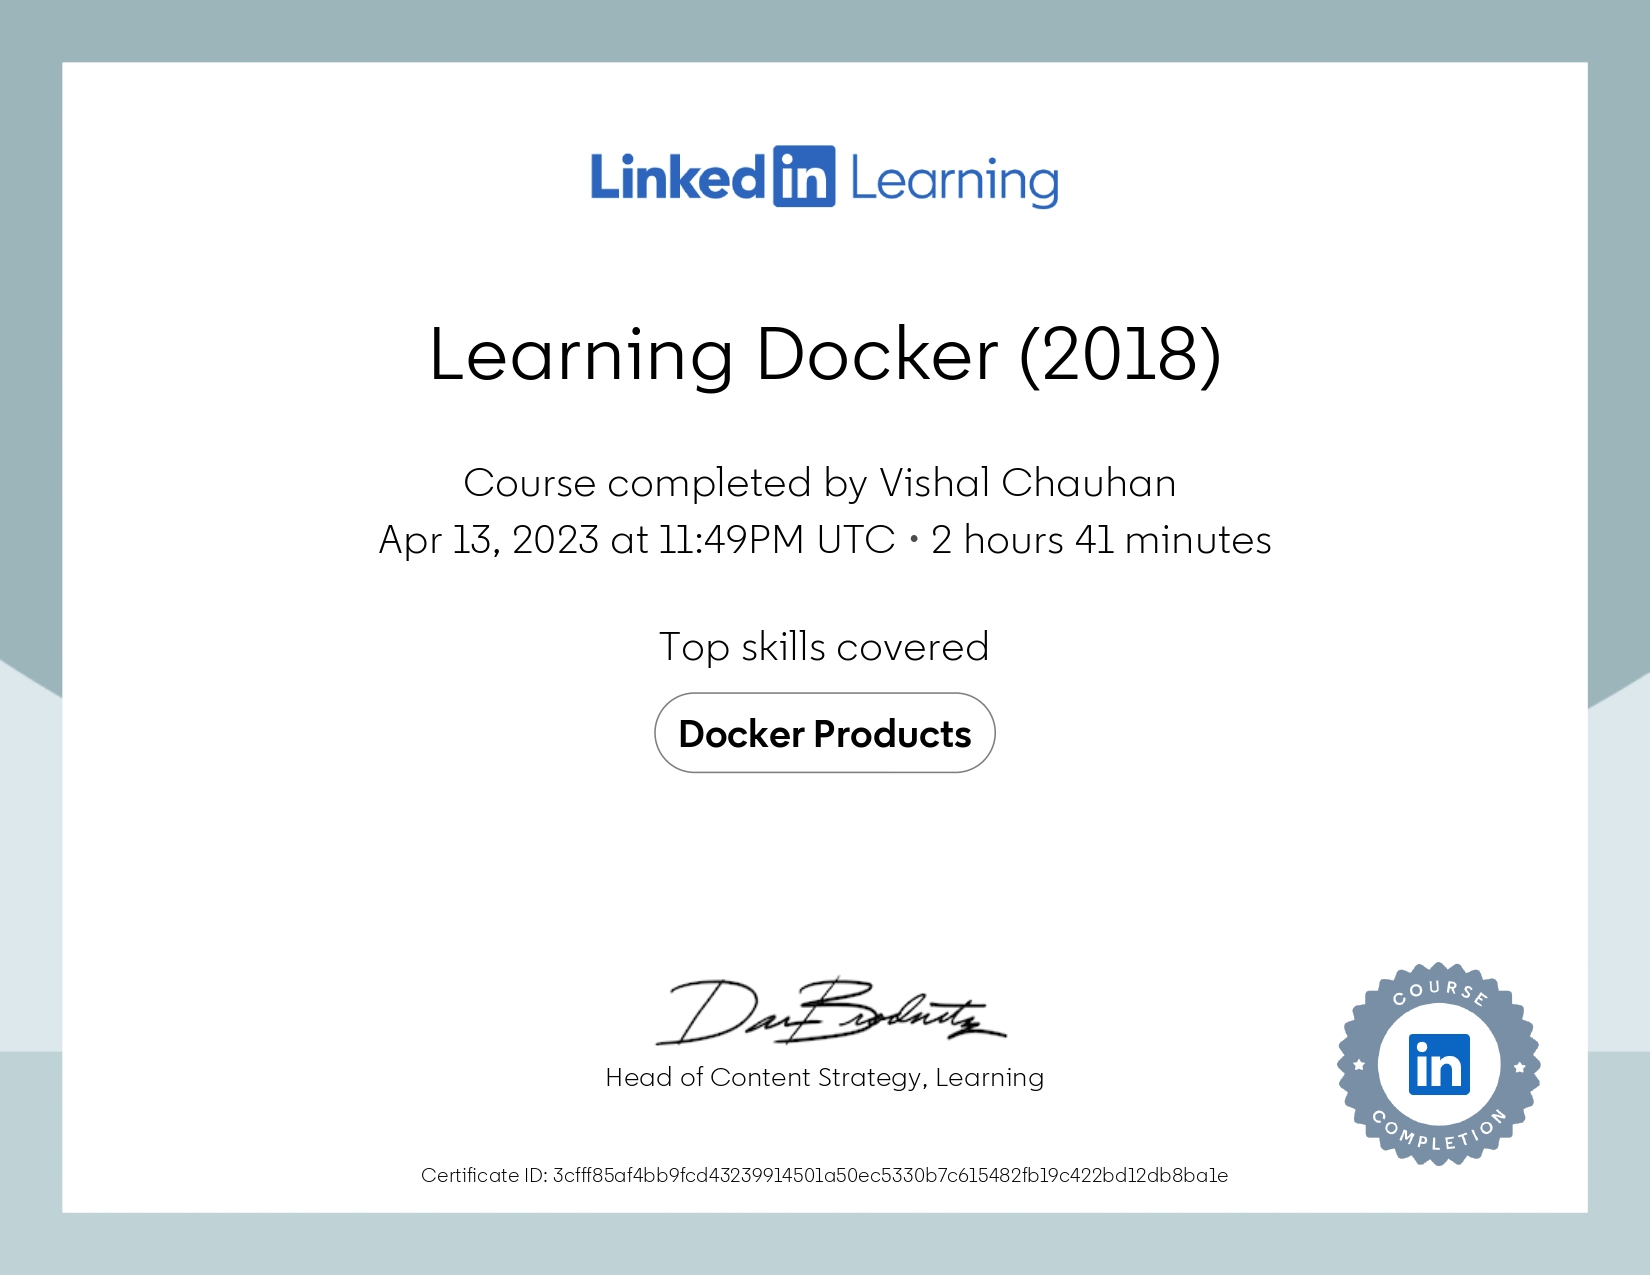 Linked in Learning
Learning Docker (2018)
Course completed by Vishal Chauhan
Apr 13, 2023 at 11:49PM UTC • 2 hours 41 minutes
Top skills covered
Docker Products
Dan Brodnitz
Head of Content Strategy, Learning
COURSE
in
COMPLETION
Certificate ID: 3cfff85af4bb9fcd43239914501a50ec5330b7c615482fb19c422bd12db8ba1e